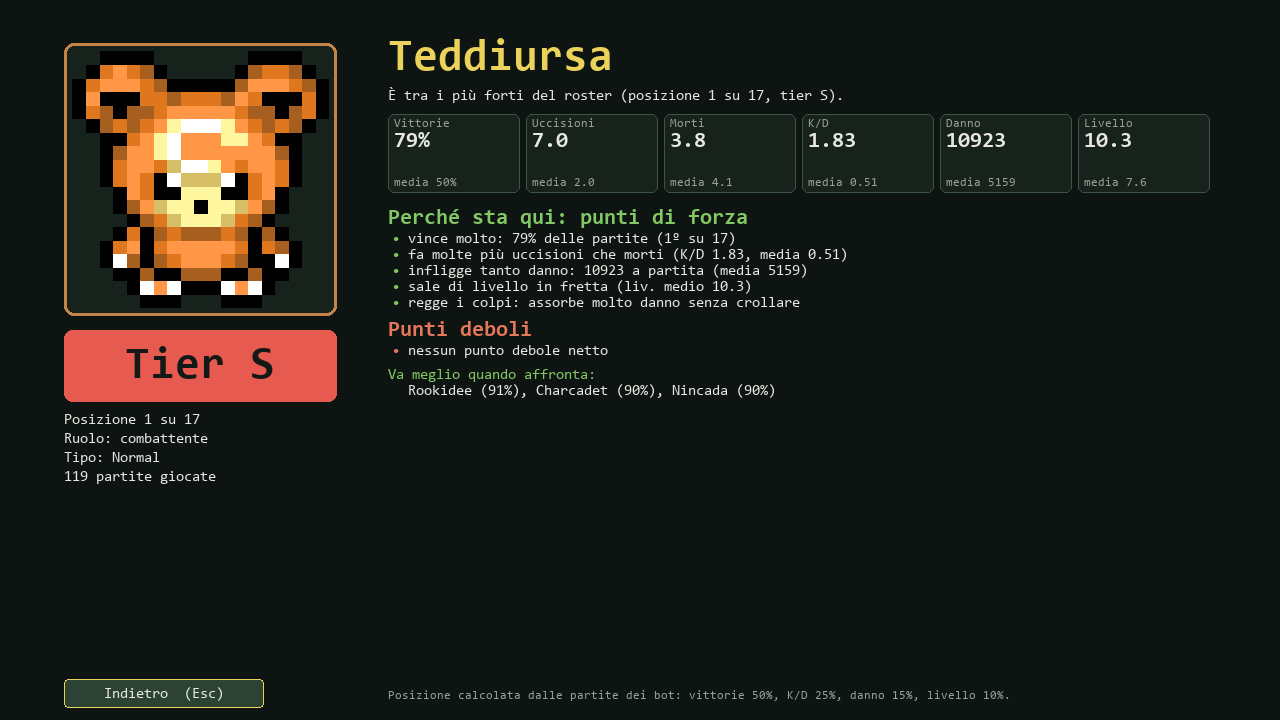 Teddiursa
È tra i più forti del roster (posizione 1 su 17, tier S).
Vittorie
79%
media 50%
Uccisioni
7.0
media 2.0
Morti
3.8
media 4.1
K/D
1.83
media 0.51
Danno
10923
media 5159
Livello
10.3
media 7.6
Perché sta qui: punti di forza
• vince molto: 79% delle partite (1º su 17)
• fa molte più uccisioni che morti (K/D 1.83, media 0.51)
• infligge tanto danno: 10923 a partita (media 5159)
• sale di livello in fretta (liv. medio 10.3)
• regge i colpi: assorbe molto danno senza crollare
Punti deboli
• nessun punto debole netto
Va meglio quando affronta:
Rookidee (91%), Charcadet (90%), Nincada (90%)
Tier S
Posizione 1 su 17
Ruolo: combattente
Tipo: Normal
119 partite giocate
Indietro (Esc)
Posizione calcolata dalle partite dei bot: vittorie 50%, K/D 25%, danno 15%, livello 10%.